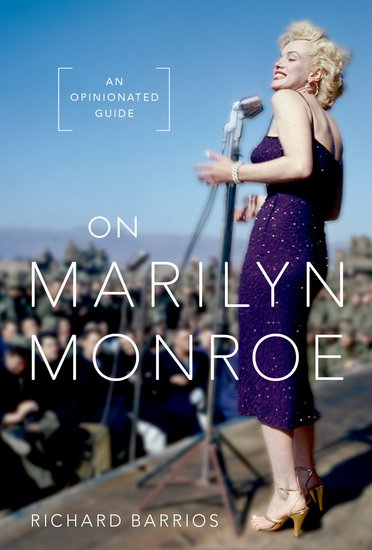 AN
OPINIONATED
GUIDE
ON
MARILYN
MONROE
RICHARD BARRIOS